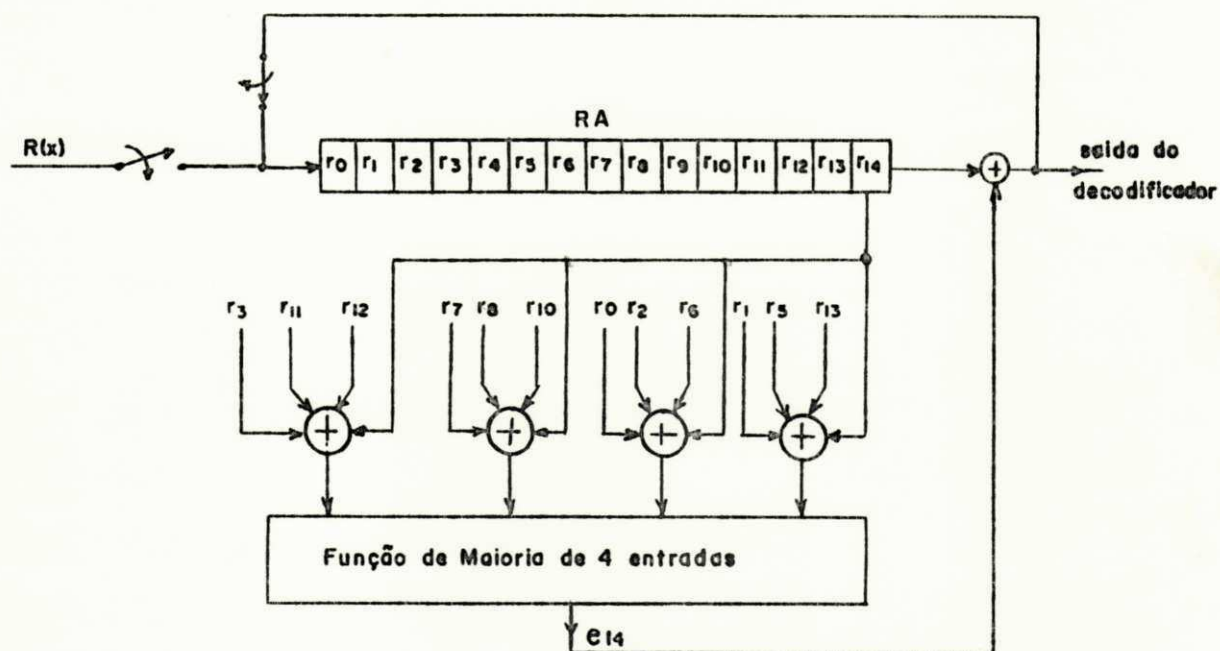 RA
R(x)
r0 r1 r2 r3 r4 r5 r6 r7 r8 r9 r10 r11 r12 r13 r14
+
saida do
decodificador
r3 r11 r12 r7 r8 r10 r0 r2 r6 r1 r5 r13
+ + + +
Função de Maioria de 4 entradas
e14